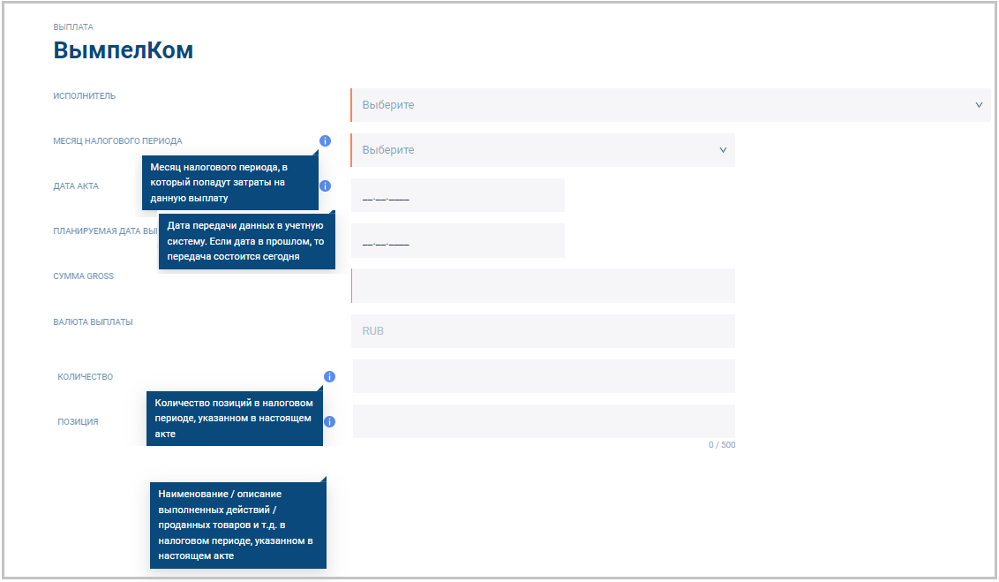 ВЫПЛАТА
ВымпелКом
ИСПОЛНИТЕЛЬ
Выберите
МЕСЯЦ НАЛОГОВОГО ПЕРИОДА
Выберите
Месяц налогового периода, в
который попадут затраты на
данную выплату
ДАТА АКТА
__.__.____
Дата передачи данных в учетную
систему. Если дата в прошлом, то
передача состоится сегодня
ПЛАНИРУЕМАЯ ДАТА ВЫ
__.__.____
СУММА GROSS
ВАЛЮТА ВЫПЛАТЫ
RUB
КОЛИЧЕСТВО
Количество позиций в налоговом
периоде, указанном в настоящем
акте
ПОЗИЦИЯ
0 / 500
Наименование / описание
выполненных действий /
проданных товаров и т.д. в
налоговом периоде, указанном в
настоящем акте